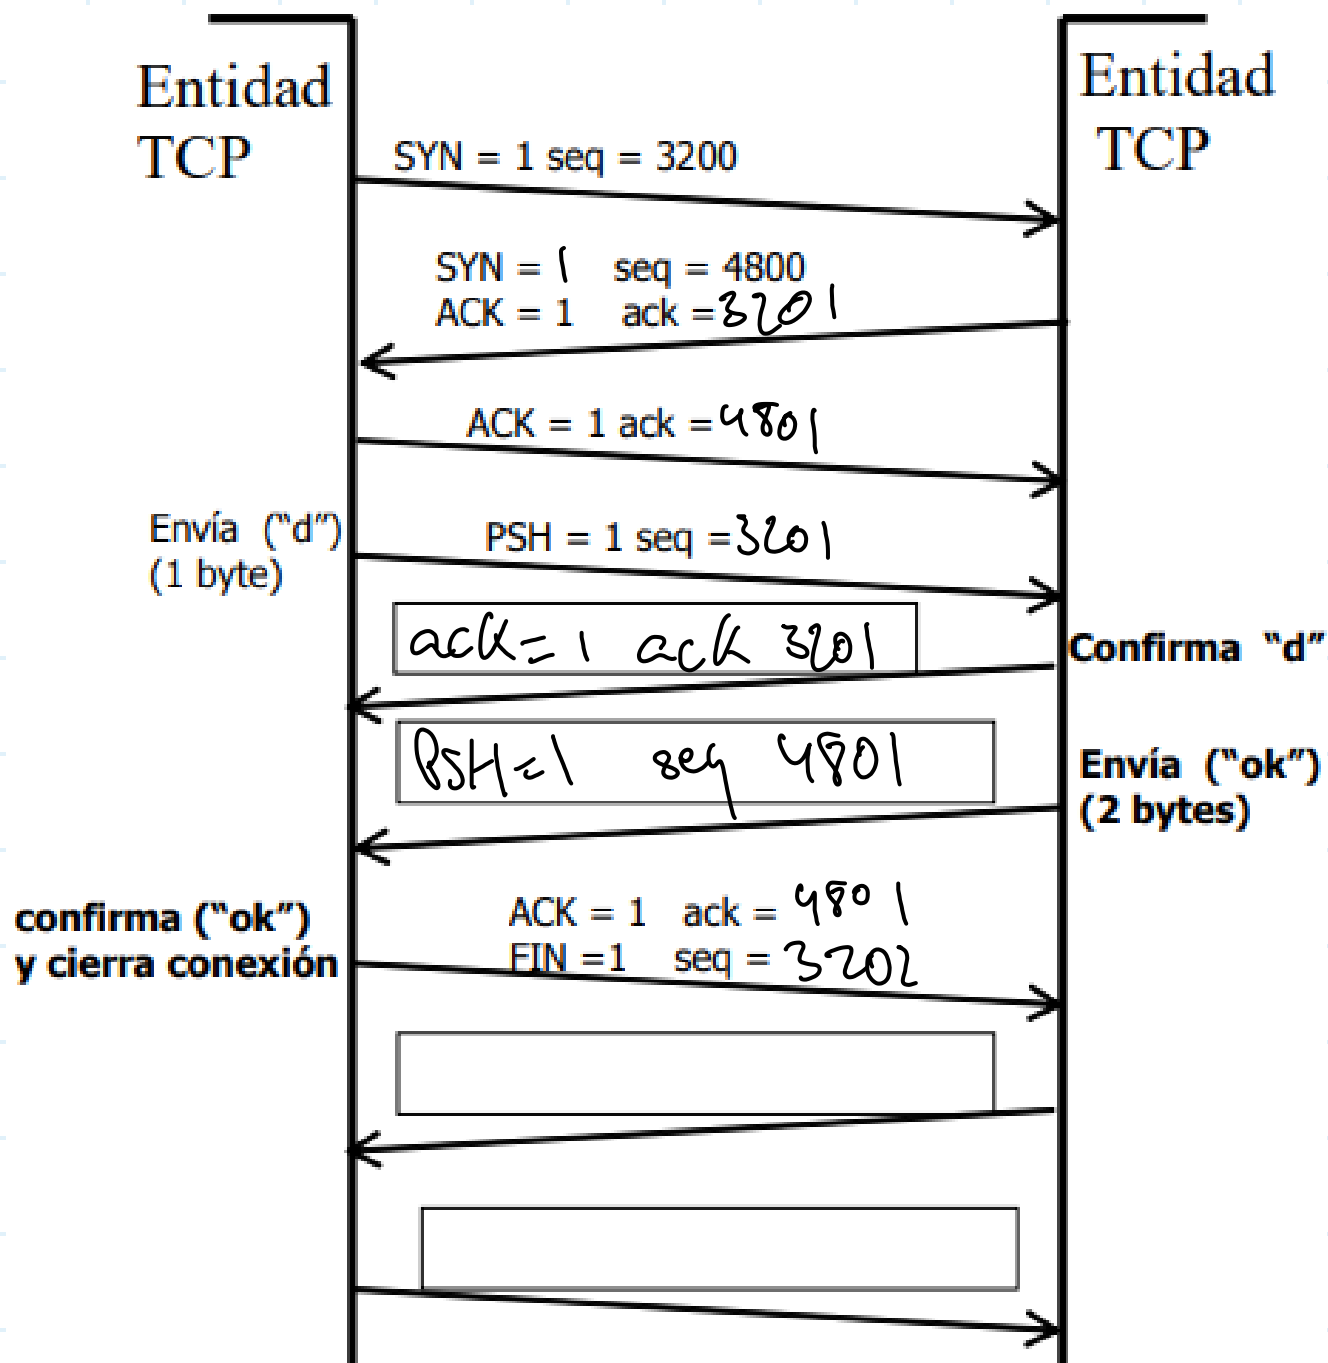 Entidad
TCP
Entidad
TCP
SYN = 1 seq = 3200
SYN = 1 seq = 4800
ACK = 1 ack = 3201
ACK = 1 ack = 4801
Envía ("d")
(1 byte)
PSH = 1 seq = 3201
ack = 1 ack 3201
Confirma "d"
PSH = 1 seq 4801
Envía ("ok")
(2 bytes)
confirma ("ok")
y cierra conexión
ACK = 1 ack = 4801
FIN =1 seq = 3202